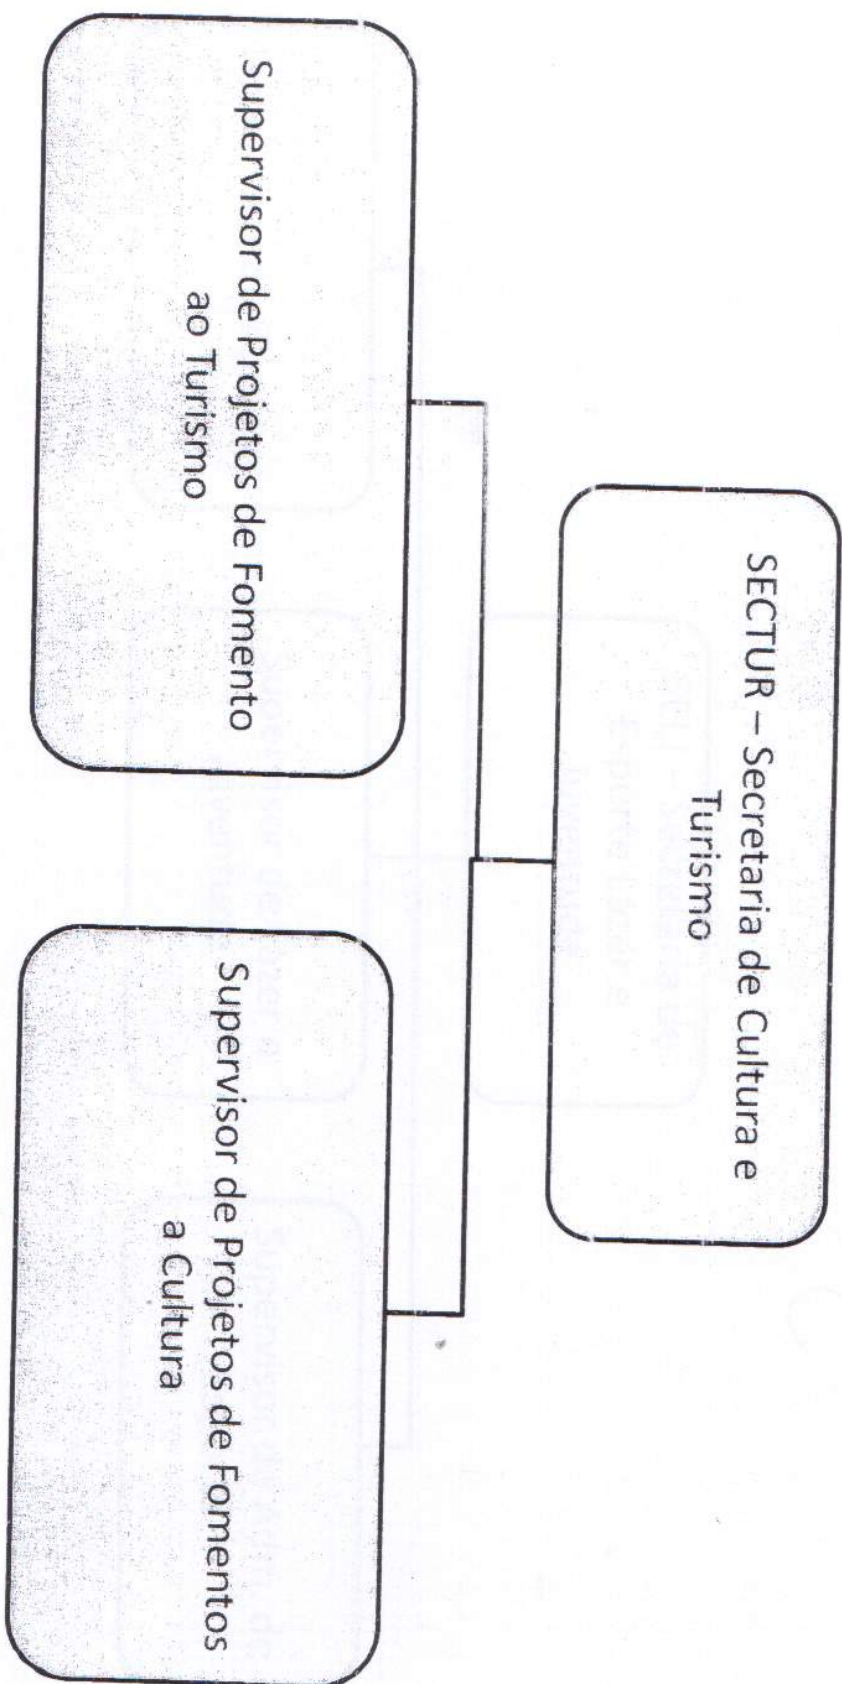 SECTUR – Secretaria de Cultura e
Turismo
Supervisor de Projetos de Fomento
ao Turismo
Supervisor de Projetos de Fomentos
a Cultura